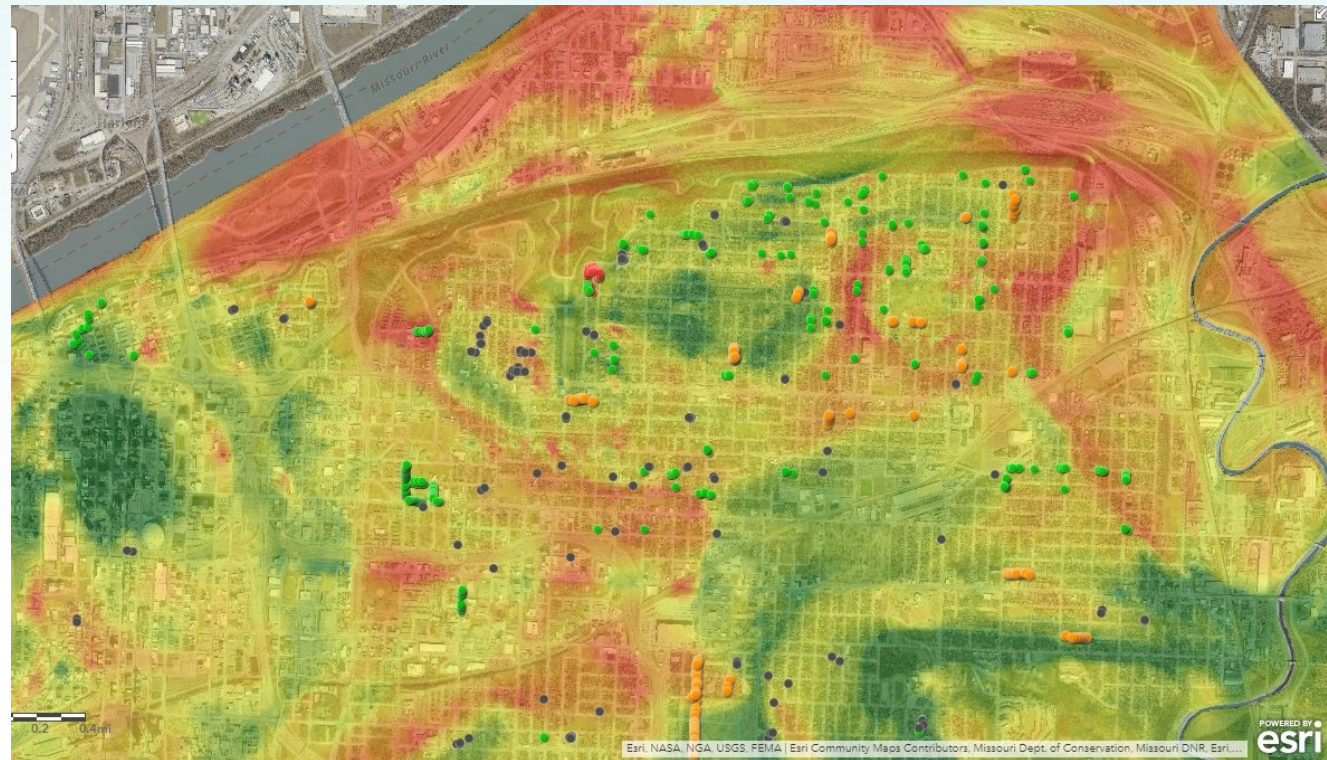 Missouri River
Harlem
0.2 0.4mi
Esri, NASA, NGA, USGS, FEMA | Esri Community Maps Contributors, Missouri Dept. of Conservation, Missouri DNR, Esri,...
POWERED BY
esri